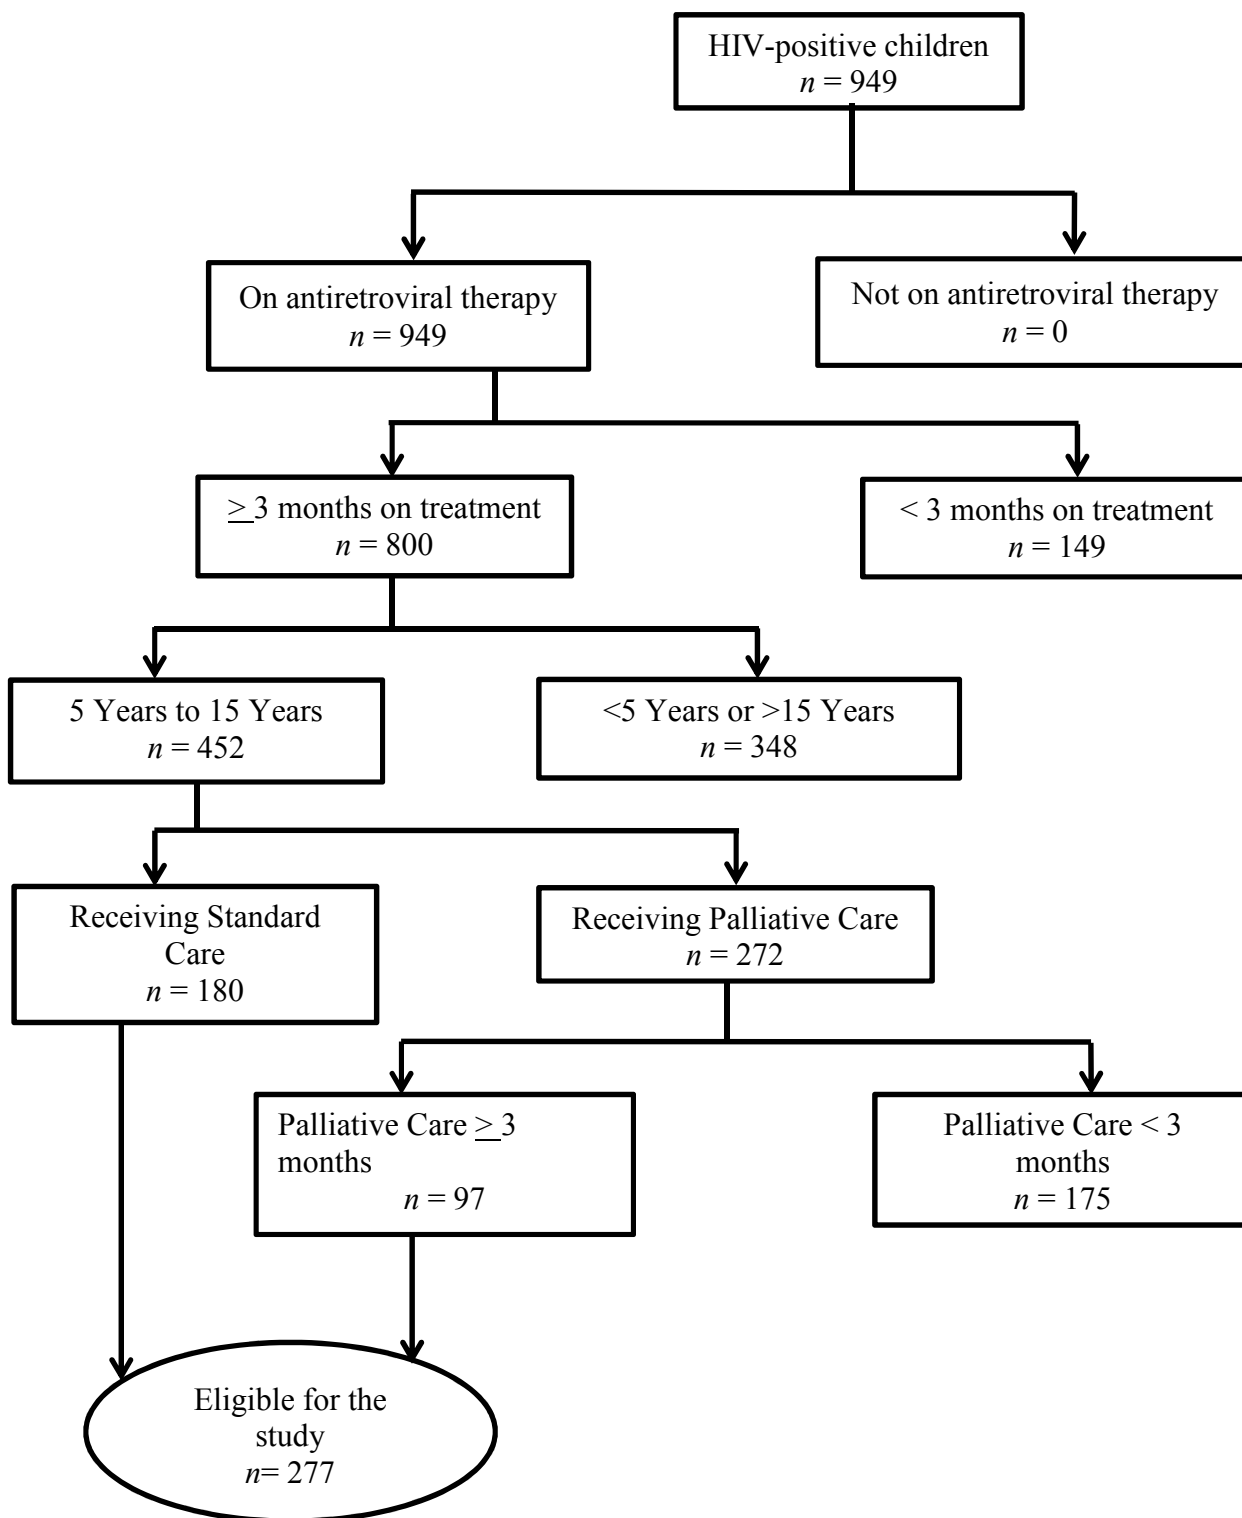 HIV-positive children
n = 949
On antiretroviral therapy
n = 949
Not on antiretroviral therapy
n = 0
≥ 3 months on treatment
n = 800
< 3 months on treatment
n = 149
5 Years to 15 Years
n = 452
<5 Years or >15 Years
n = 348
Receiving Standard
Care
n = 180
Receiving Palliative Care
n = 272
Palliative Care ≥ 3
months
n = 97
Palliative Care < 3
months
n = 175
Eligible for the
study
n= 277